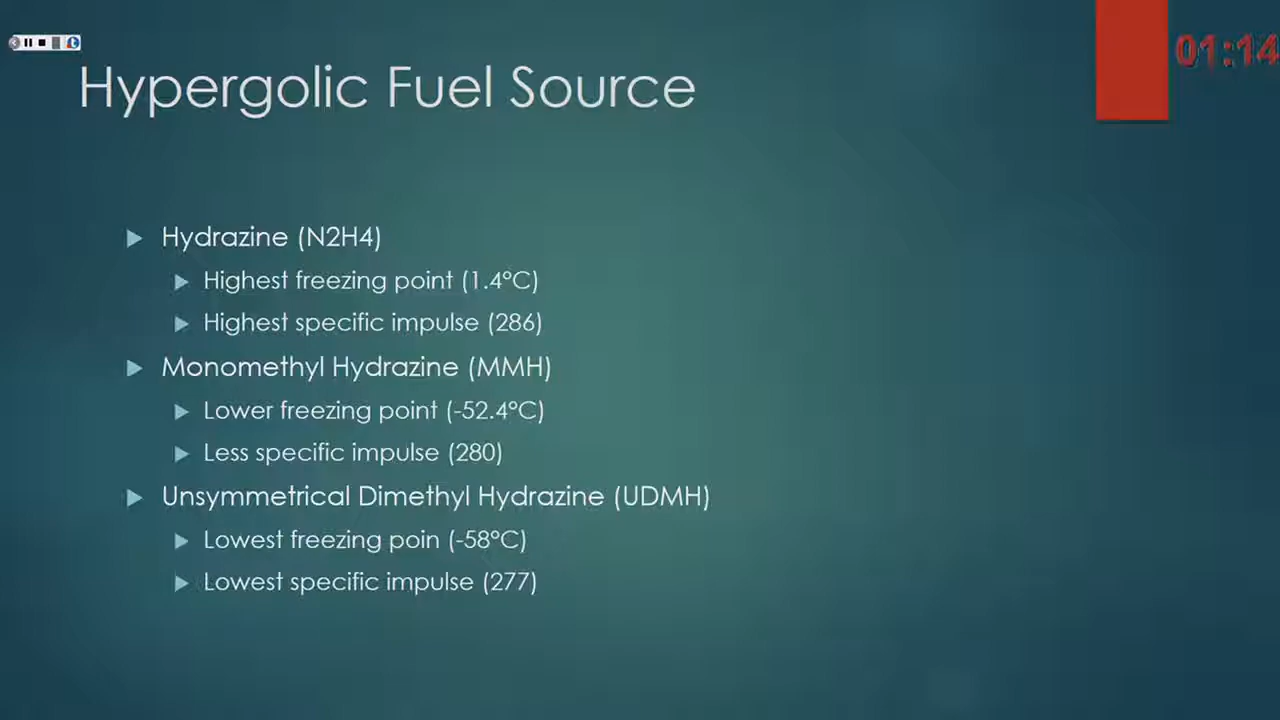 01:14
Hypergolic Fuel Source
Hydrazine (N2H4)
Highest freezing point (1.4°C)
Highest specific impulse (286)
Monomethyl Hydrazine (MMH)
Lower freezing point (-52.4°C)
Less specific impulse (280)
Unsymmetrical Dimethyl Hydrazine (UDMH)
Lowest freezing poin (-58°C)
Lowest specific impulse (277)